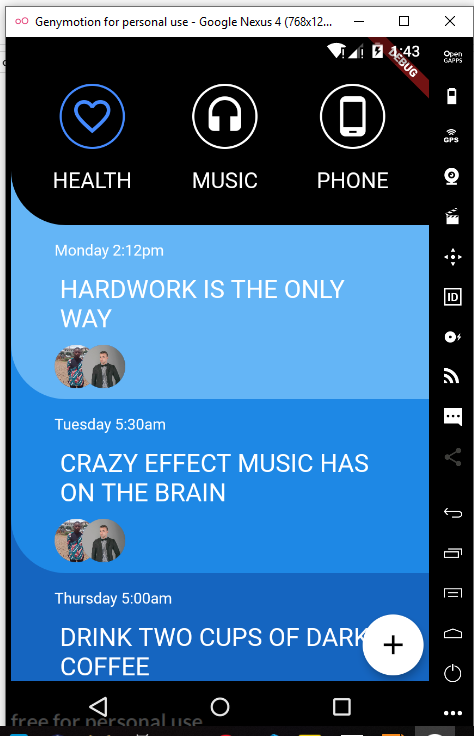 Genymotion for personal use - Google Nexus 4 (768x12...
1:43
DEBUG
Open
GAPPS
GPS
ID
HEALTH MUSIC PHONE
Monday 2:12pm
HARDWORK IS THE ONLY
WAY
Tuesday 5:30am
CRAZY EFFECT MUSIC HAS
ON THE BRAIN
Thursday 5:00am
DRINK TWO CUPS OF DARK
COFFEE
free for personal use